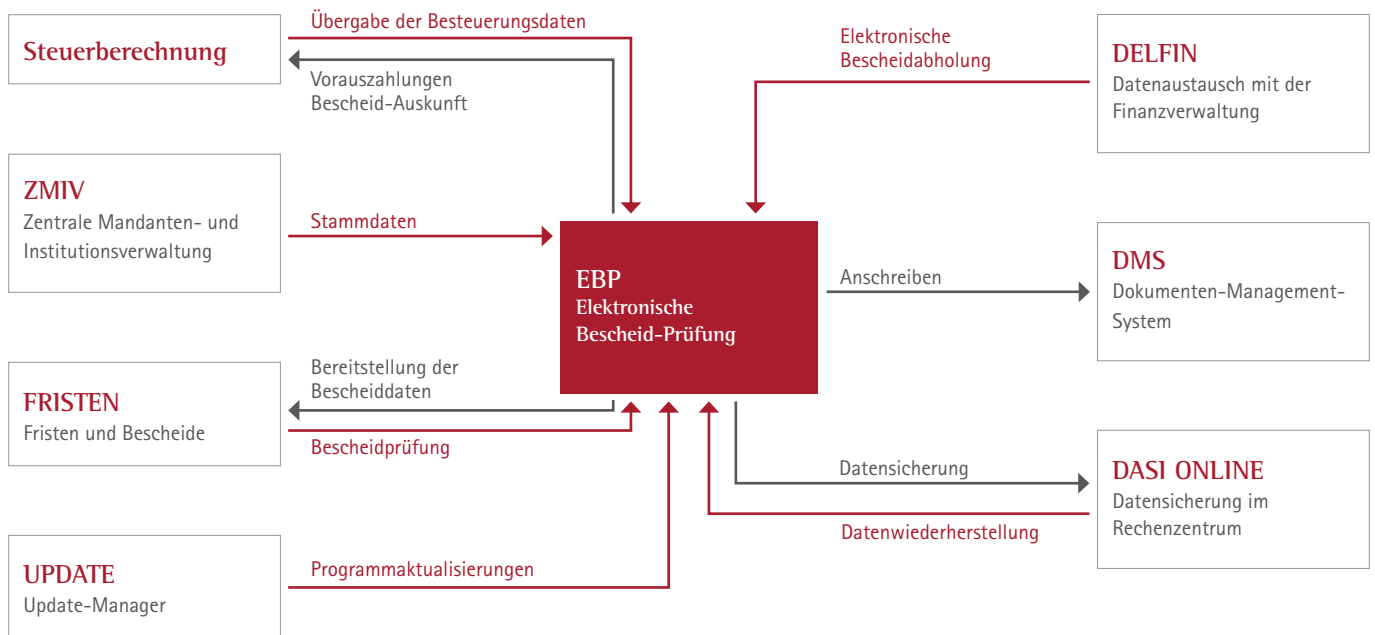 Steuerberechnung
Übergabe der Besteuerungsdaten
Vorauszahlungen
Bescheid-Auskunft
Elektronische
Bescheidabholung
DELFIN
Datenaustausch mit der
Finanzverwaltung
ZMIV
Zentrale Mandanten- und
Institutionsverwaltung
Stammdaten
EBP
Elektronische
Bescheid-Prüfung
Anschreiben
DMS
Dokumenten-Management-
System
FRISTEN
Fristen und Bescheide
Bereitstellung der
Bescheiddaten
Bescheidprüfung
Datensicherung
Datenwiederherstellung
DASI ONLINE
Datensicherung im
Rechenzentrum
UPDATE
Update-Manager
Programmaktualisierungen